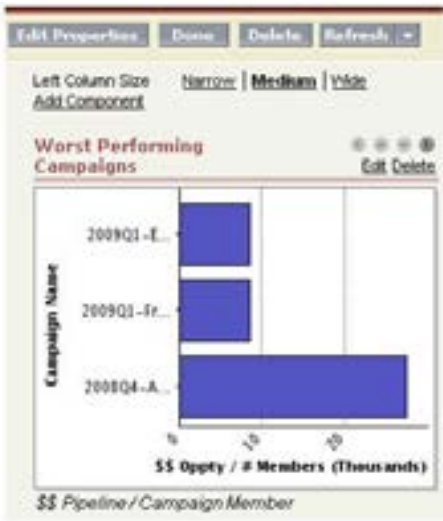 Edit Properties Done Delete Refresh
Left Column Size Narrow | Medium | Wide
Add Component
Worst Performing
Campaigns
Edit Delete
Campaign Name
2009Q1-E...
2009Q1-Fr...
2008Q4-A...
0 10 20
$$ Oppty / # Members (Thousands)
$$ Pipeline / Campaign Member